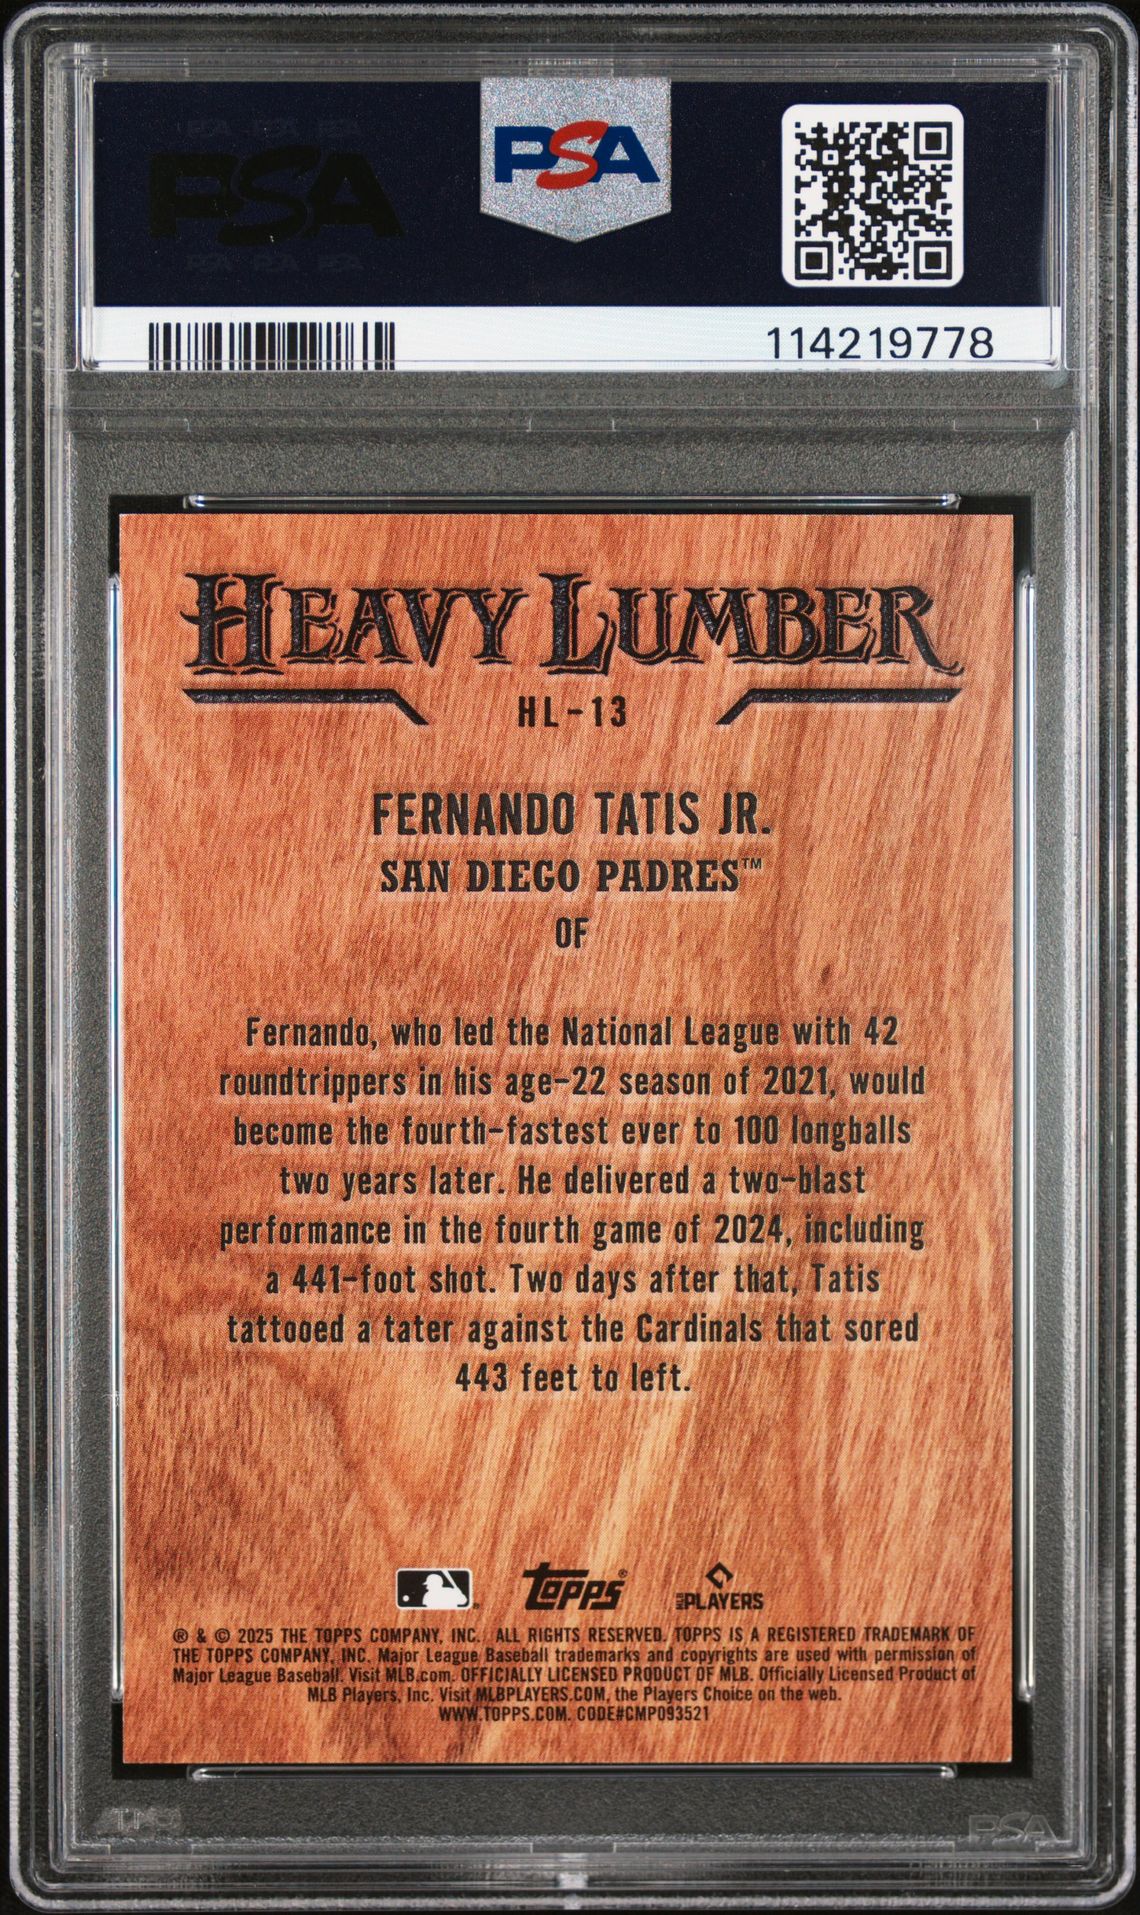 PSA
PSA
114219778
HEAVY LUMBER
HL-13
FERNANDO TATIS JR.
SAN DIEGO PADRES™
OF
Fernando, who led the National League with 42
roundtrippers in his age-22 season of 2021, would
become the fourth-fastest ever to 100 longballs
two years later. He delivered a two-blast
performance in the fourth game of 2024, including
a 441-foot shot. Two days after that, Tatis
tattooed a tater against the Cardinals that sored
443 feet to left.
topps®
MLB PLAYERS
® & © 2025 THE TOPPS COMPANY, INC. ALL RIGHTS RESERVED. TOPPS IS A REGISTERED TRADEMARK OF
THE TOPPS COMPANY, INC. Major League Baseball trademarks and copyrights are used with permission of
Major League Baseball. Visit MLB.com. OFFICIALLY LICENSED PRODUCT OF MLB. Officially Licensed Product of
MLB Players, Inc. Visit MLBPLAYERS.COM, the Players Choice on the web.
WWW.TOPPS.COM. CODE#CMP093521
PSA